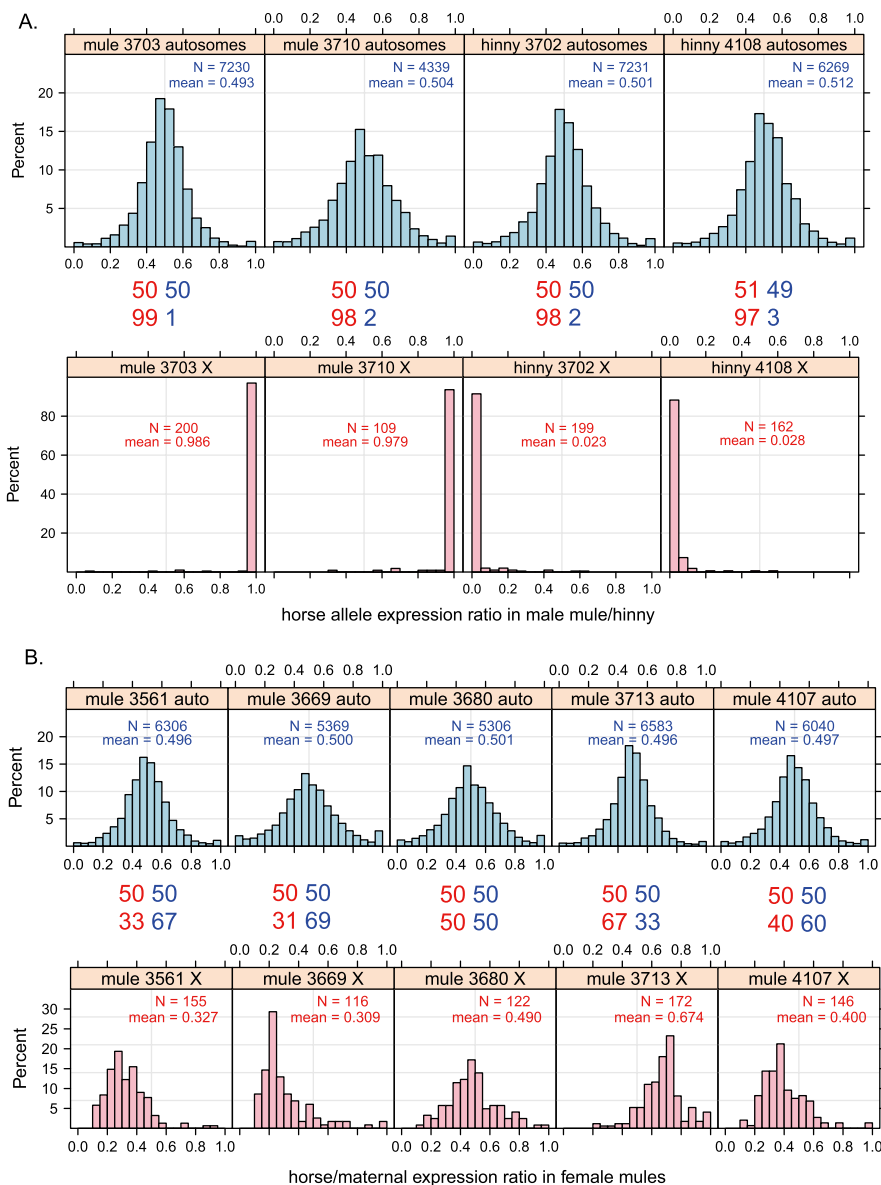 A.
0.0 0.2 0.4 0.6 0.8 1.0 0.0 0.2 0.4 0.6 0.8 1.0
mule 3703 autosomes mule 3710 autosomes hinny 3702 autosomes hinny 4108 autosomes
N = 7230 N = 4339 N = 7231 N = 6269
mean = 0.493 mean = 0.504 mean = 0.501 mean = 0.512
Percent
20
15
10
5
0.0 0.2 0.4 0.6 0.8 1.0 0.0 0.2 0.4 0.6 0.8 1.0
50 50 50 50 50 50 51 49
99 1 98 2 98 2 97 3
0.0 0.2 0.4 0.6 0.8 1.0 0.0 0.2 0.4 0.6 0.8 1.0
mule 3703 X mule 3710 X hinny 3702 X hinny 4108 X
N = 200 N = 109 N = 199 N = 162
mean = 0.986 mean = 0.979 mean = 0.023 mean = 0.028
Percent
80
60
40
20
0.0 0.2 0.4 0.6 0.8 1.0 0.0 0.2 0.4 0.6 0.8 1.0
horse allele expression ratio in male mule/hinny
B.
0.0 0.2 0.4 0.6 0.8 1.0 0.0 0.2 0.4 0.6 0.8 1.0
mule 3561 auto mule 3669 auto mule 3680 auto mule 3713 auto mule 4107 auto
N = 6306 N = 5369 N = 5306 N = 6583 N = 6040
mean = 0.496 mean = 0.500 mean = 0.501 mean = 0.496 mean = 0.497
Percent
20
15
10
5
0.0 0.2 0.4 0.6 0.8 1.0 0.0 0.2 0.4 0.6 0.8 1.0 0.0 0.2 0.4 0.6 0.8 1.0
50 50 50 50 50 50 50 50 50 50
33 67 31 69 50 50 67 33 40 60
0.0 0.2 0.4 0.6 0.8 1.0 0.0 0.2 0.4 0.6 0.8 1.0
mule 3561 X mule 3669 X mule 3680 X mule 3713 X mule 4107 X
N = 155 N = 116 N = 122 N = 172 N = 146
mean = 0.327 mean = 0.309 mean = 0.490 mean = 0.674 mean = 0.400
Percent
30
25
20
15
10
5
0.0 0.2 0.4 0.6 0.8 1.0 0.0 0.2 0.4 0.6 0.8 1.0 0.0 0.2 0.4 0.6 0.8 1.0
horse/maternal expression ratio in female mules